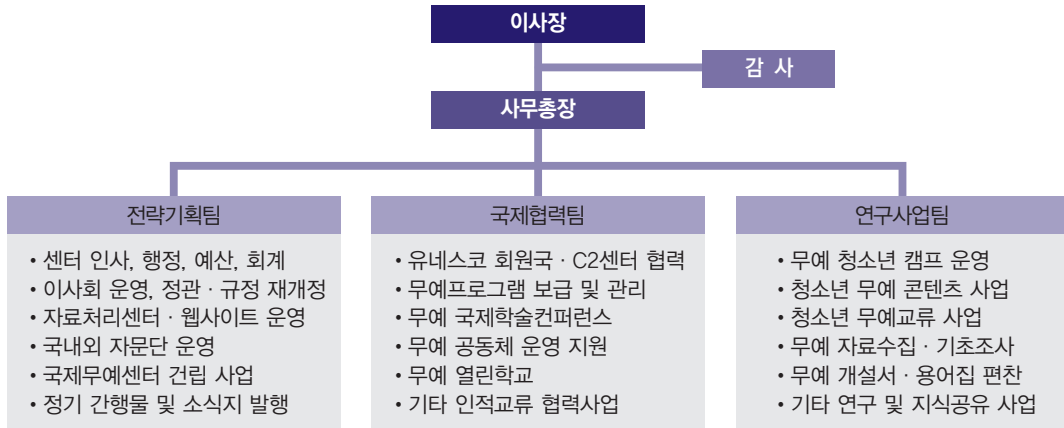 이사장
감 사
사무총장
전략기획팀
• 센터 인사, 행정, 예산, 회계
• 이사회 운영, 정관 · 규정 재개정
• 자료처리센터 · 웹사이트 운영
• 국내외 자문단 운영
• 국제무예센터 건립 사업
• 정기 간행물 및 소식지 발행
국제협력팀
• 유네스코 회원국 · C2센터 협력
• 무예프로그램 보급 및 관리
• 무예 국제학술컨퍼런스
• 무예 공동체 운영 지원
• 무예 열린학교
• 기타 인적교류 협력사업
연구사업팀
• 무예 청소년 캠프 운영
• 청소년 무예 콘텐츠 사업
• 청소년 무예교류 사업
• 무예 자료수집 · 기초조사
• 무예 개설서 · 용어집 편찬
• 기타 연구 및 지식공유 사업